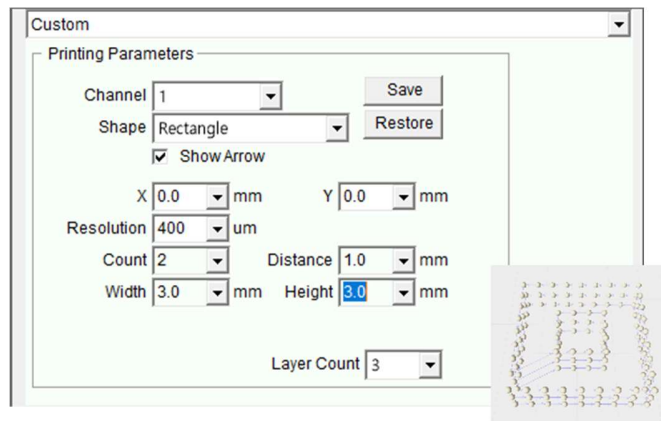 Custom
Printing Parameters
Channel 1 Save
Shape Rectangle Restore
Show Arrow
X 0.0 mm Y 0.0 mm
Resolution 400 um
Count 2 Distance 1.0 mm
Width 3.0 mm Height 3.0 mm
Layer Count 3